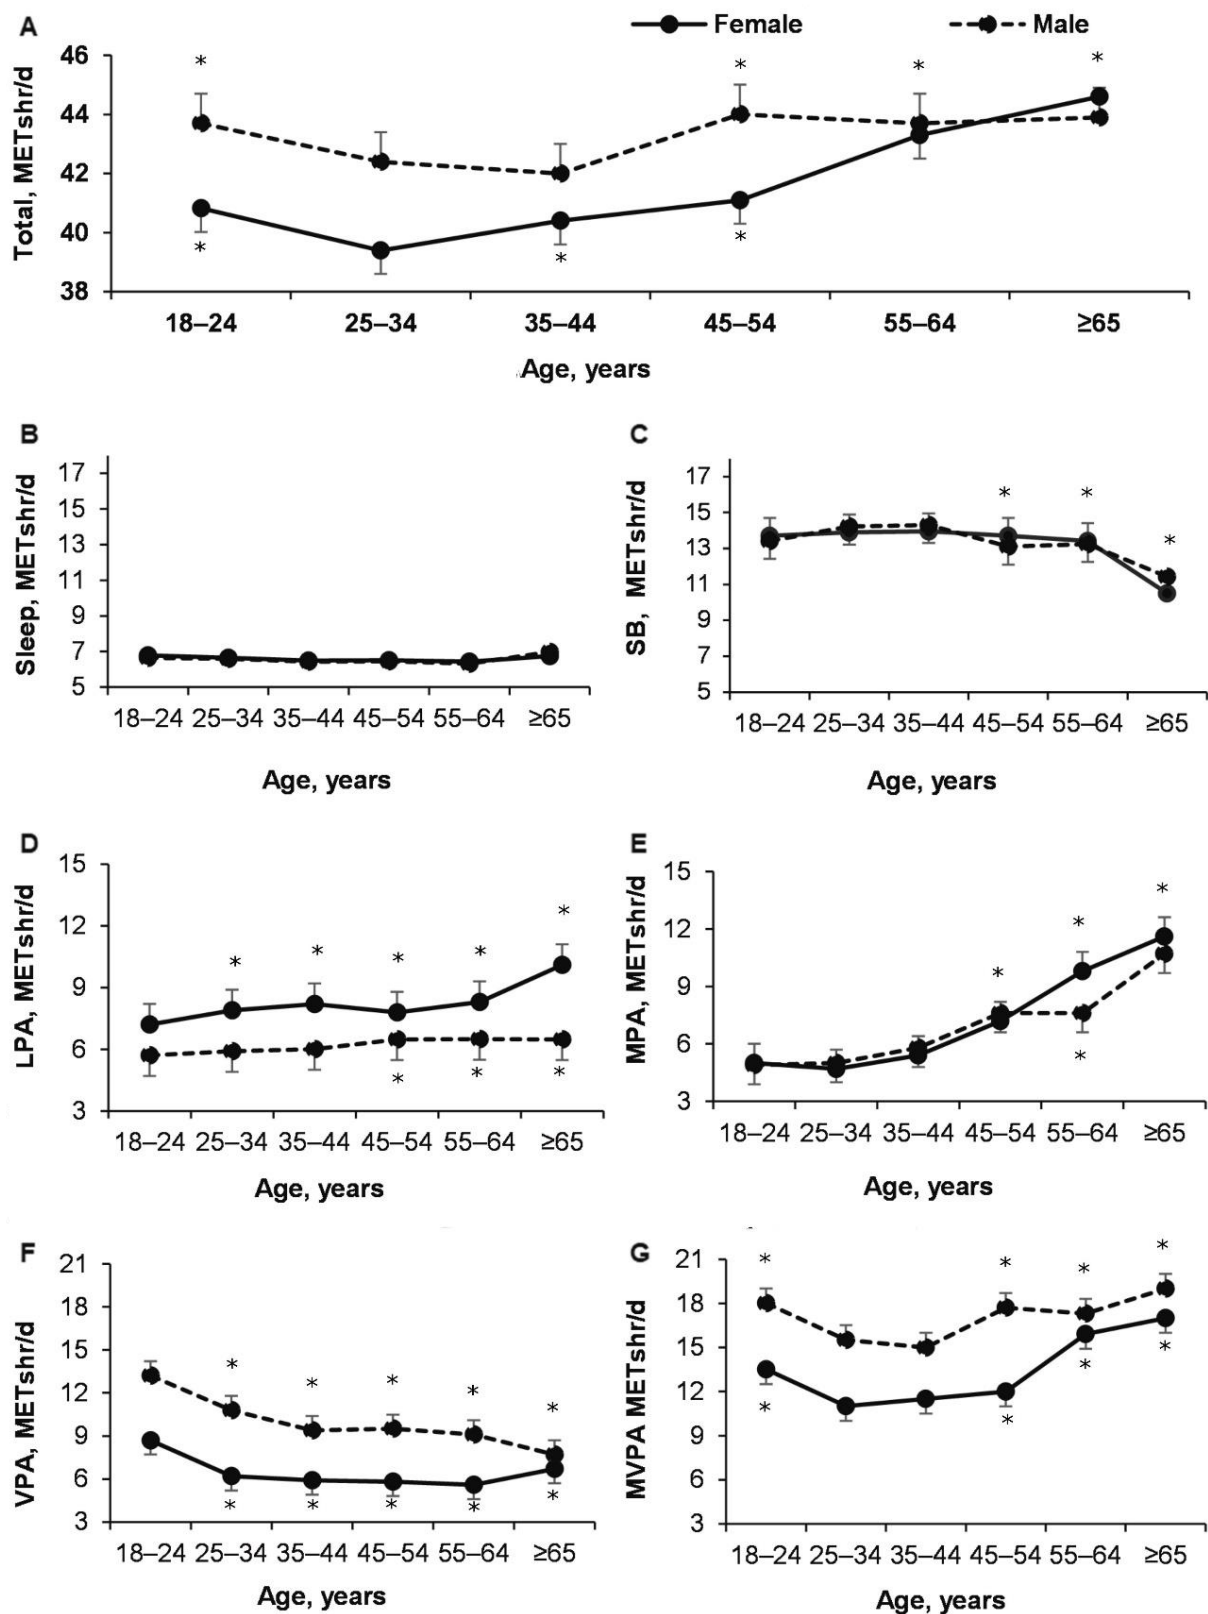 A
Female Male
46
44
42
40
38
Total, METshr/d
* * * *
* * *
18–24 25–34 35–44 45–54 55–64 ≥65
Age, years
B
17
15
13
11
9
7
5
Sleep, METshr/d
18–24 25–34 35–44 45–54 55–64 ≥65
Age, years
C
17
15
13
11
9
7
5
SB, METshr/d
* * *
18–24 25–34 35–44 45–54 55–64 ≥65
Age, years
D
15
12
9
6
3
LPA, METshr/d
* * * * *
* * *
18–24 25–34 35–44 45–54 55–64 ≥65
Age, years
E
15
12
9
6
3
MPA, METshr/d
* * *
*
18–24 25–34 35–44 45–54 55–64 ≥65
Age, years
F
21
18
15
12
9
6
3
VPA, METshr/d
* * * * *
* * * * *
18–24 25–34 35–44 45–54 55–64 ≥65
Age, years
G
21
18
15
12
9
6
3
MVPA METshr/d
* * * *
* * * *
18–24 25–34 35–44 45–54 55–64 ≥65
Age, years